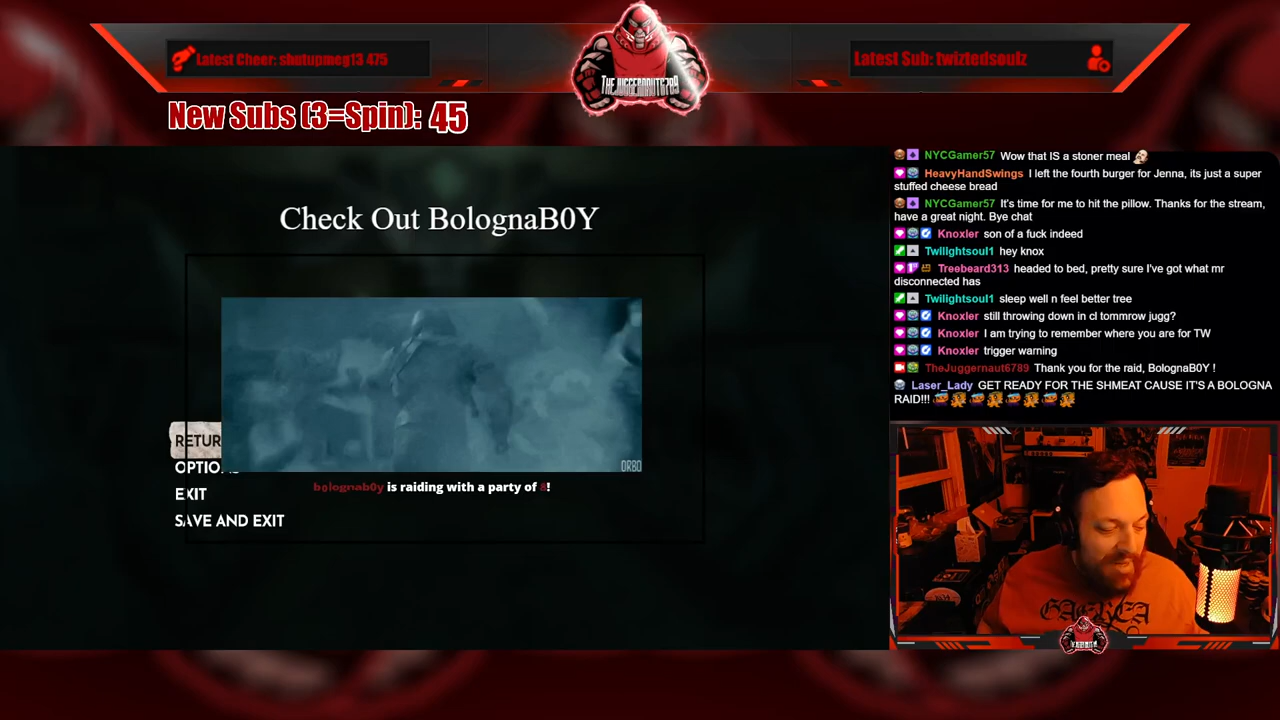 Latest Cheer: shutupmeg13 475
THEJUGGERNAUT6789
Latest Sub: twiztedsoulz
New Subs (3=Spin): 45
Check Out BolognaB0Y
RETUR
OPTIONS
EXIT
SAVE AND EXIT
ORBO
bolognab0y is raiding with a party of 8!
NYCGamer57 Wow that IS a stoner meal
HeavyHandSwings I left the fourth burger for Jenna, its just a super
stuffed cheese bread
NYCGamer57 It's time for me to hit the pillow. Thanks for the stream,
have a great night. Bye chat
Knoxler son of a fuck indeed
Twilightsoul1 hey knox
Treebeard313 headed to bed, pretty sure I've got what mr
disconnected has
Twilightsoul1 sleep well n feel better tree
Knoxler still throwing down in cl tommrow jugg?
Knoxler I am trying to remember where you are for TW
Knoxler trigger warning
TheJuggernaut6789 Thank you for the raid, BolognaB0Y !
Laser_Lady GET READY FOR THE SHMEAT CAUSE IT'S A BOLOGNA
RAID!!!